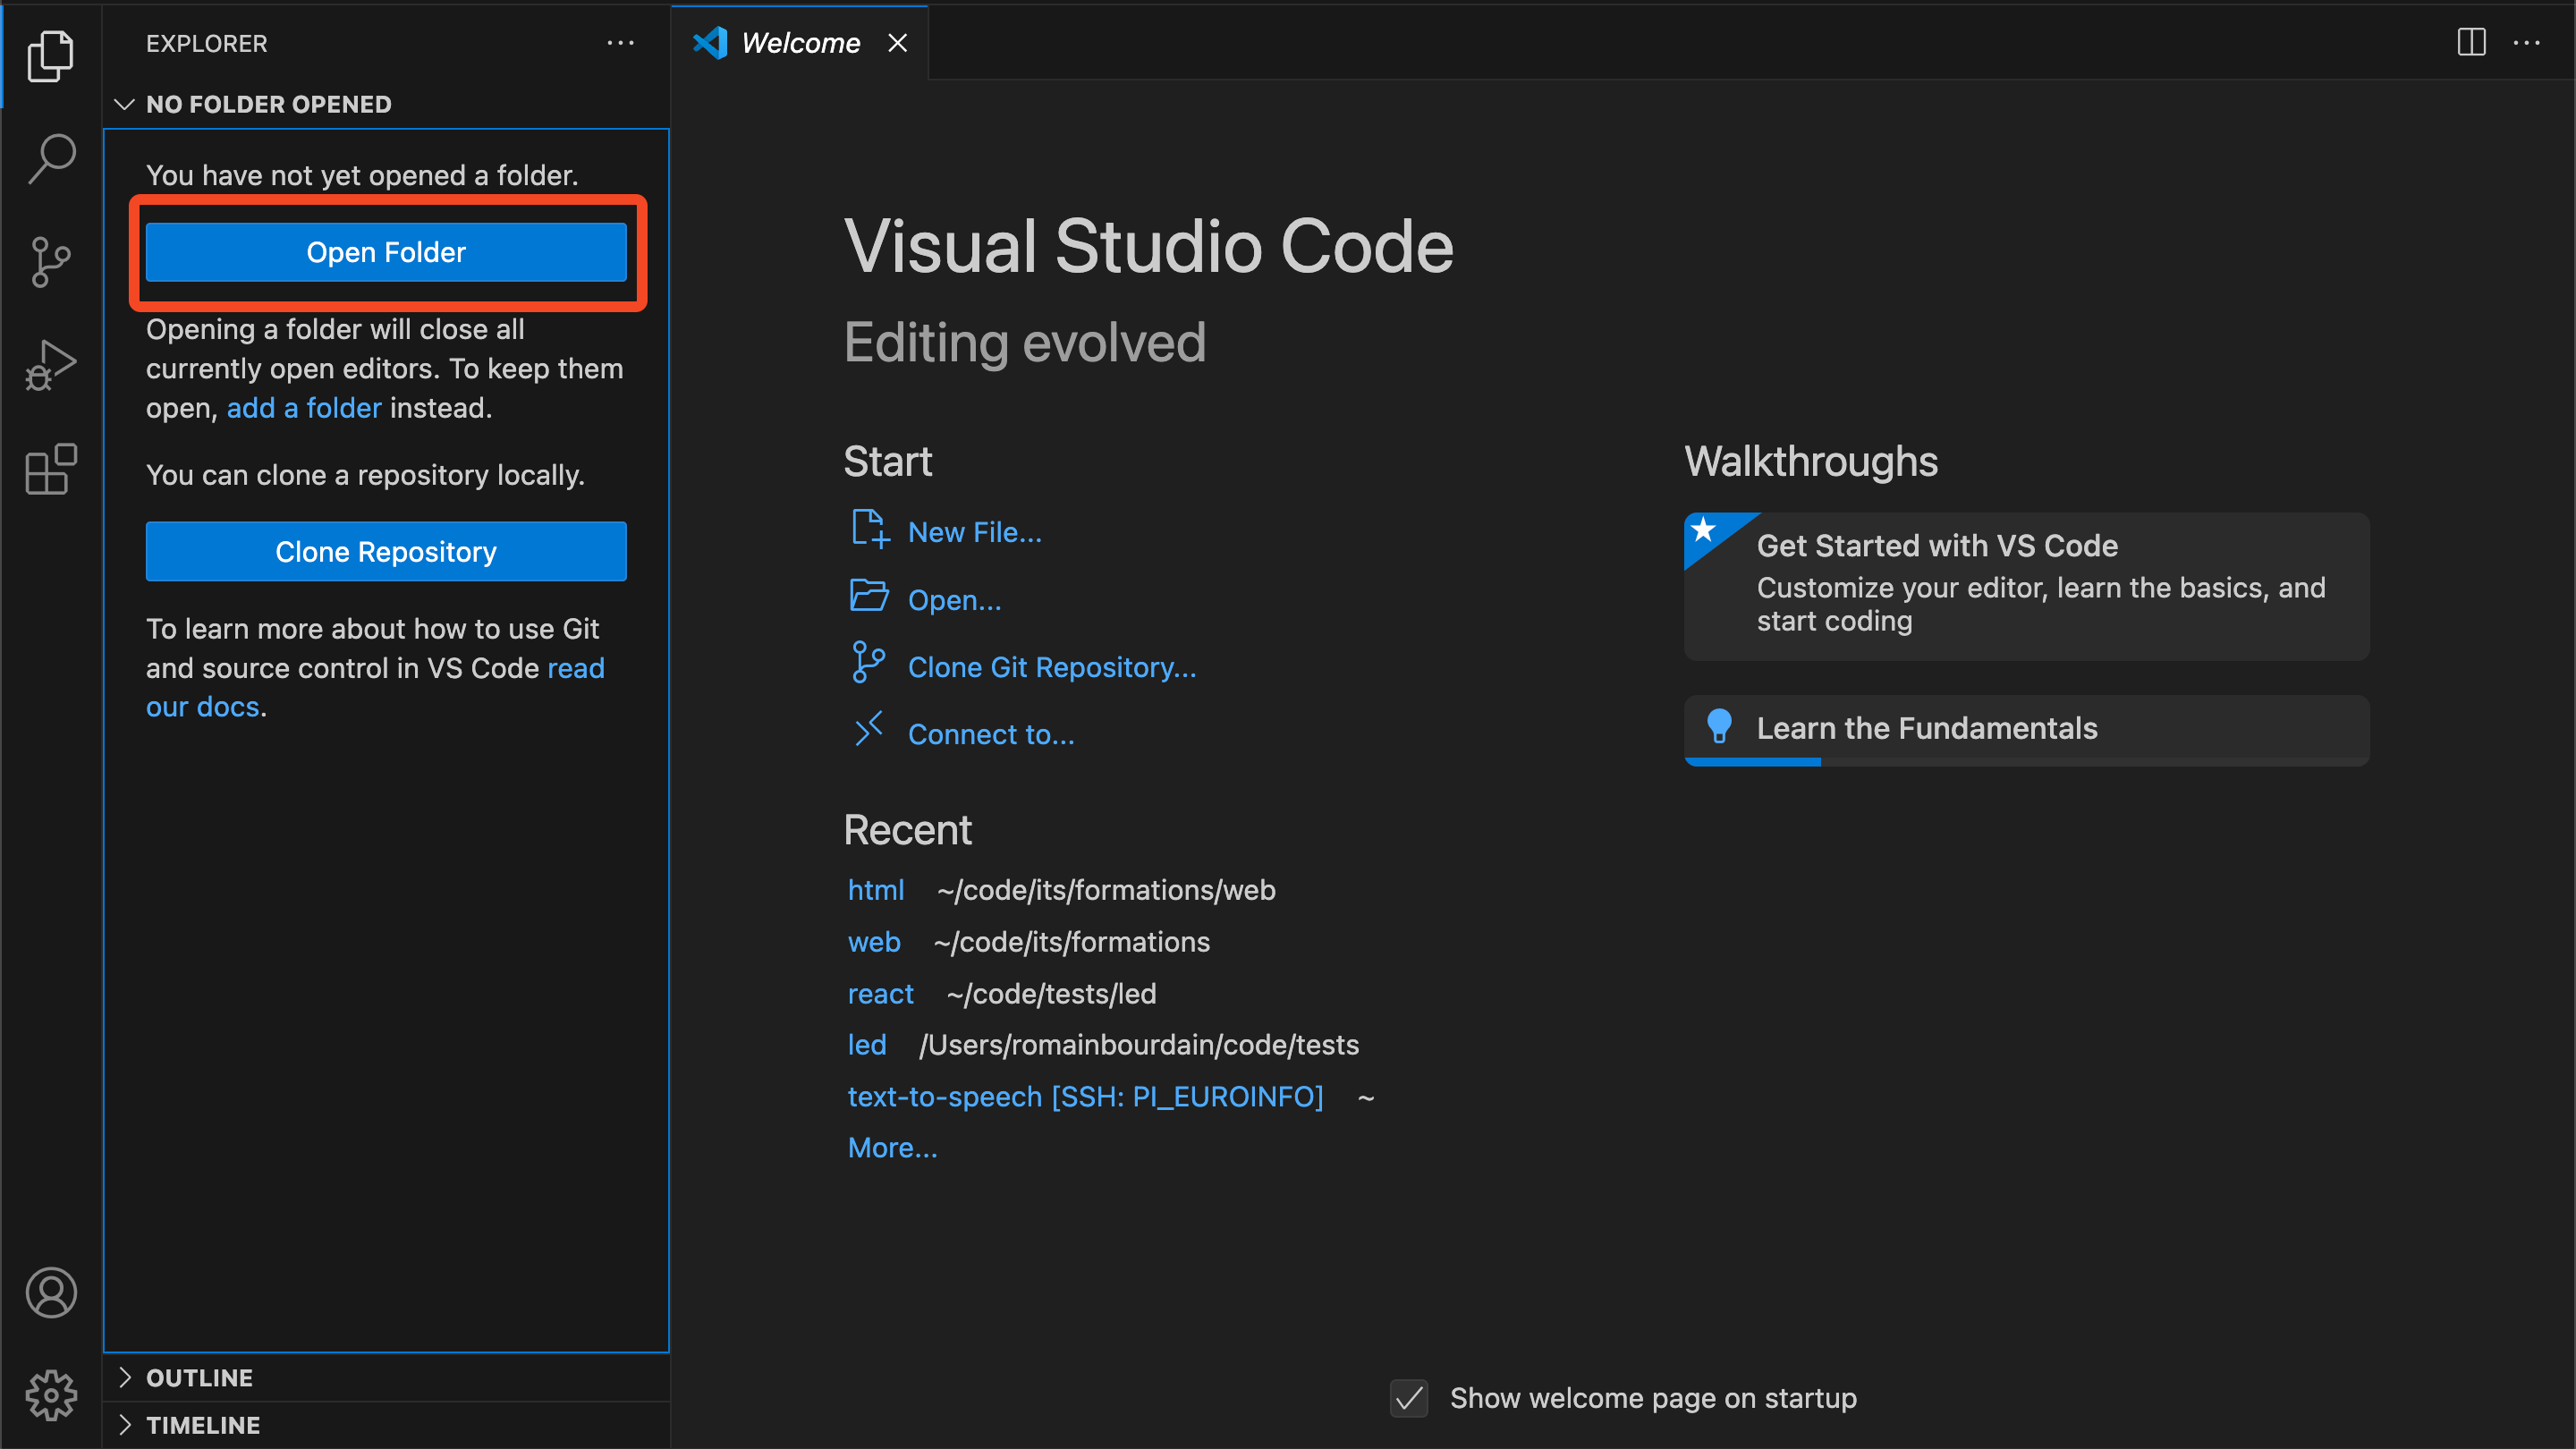 EXPLORER
NO FOLDER OPENED
You have not yet opened a folder.
Open Folder
Opening a folder will close all
currently open editors. To keep them
open, add a folder instead.
You can clone a repository locally.
Clone Repository
To learn more about how to use Git
and source control in VS Code read
our docs.
OUTLINE
TIMELINE
Welcome
Visual Studio Code
Editing evolved
Start
New File...
Open...
Clone Git Repository...
Connect to...
Recent
html ~/code/its/formations/web
web ~/code/its/formations
react ~/code/tests/led
led /Users/romainbourdain/code/tests
text-to-speech [SSH: PI_EUROINFO] ~
More...
Walkthroughs
Get Started with VS Code
Customize your editor, learn the basics, and
start coding
Learn the Fundamentals
Show welcome page on startup